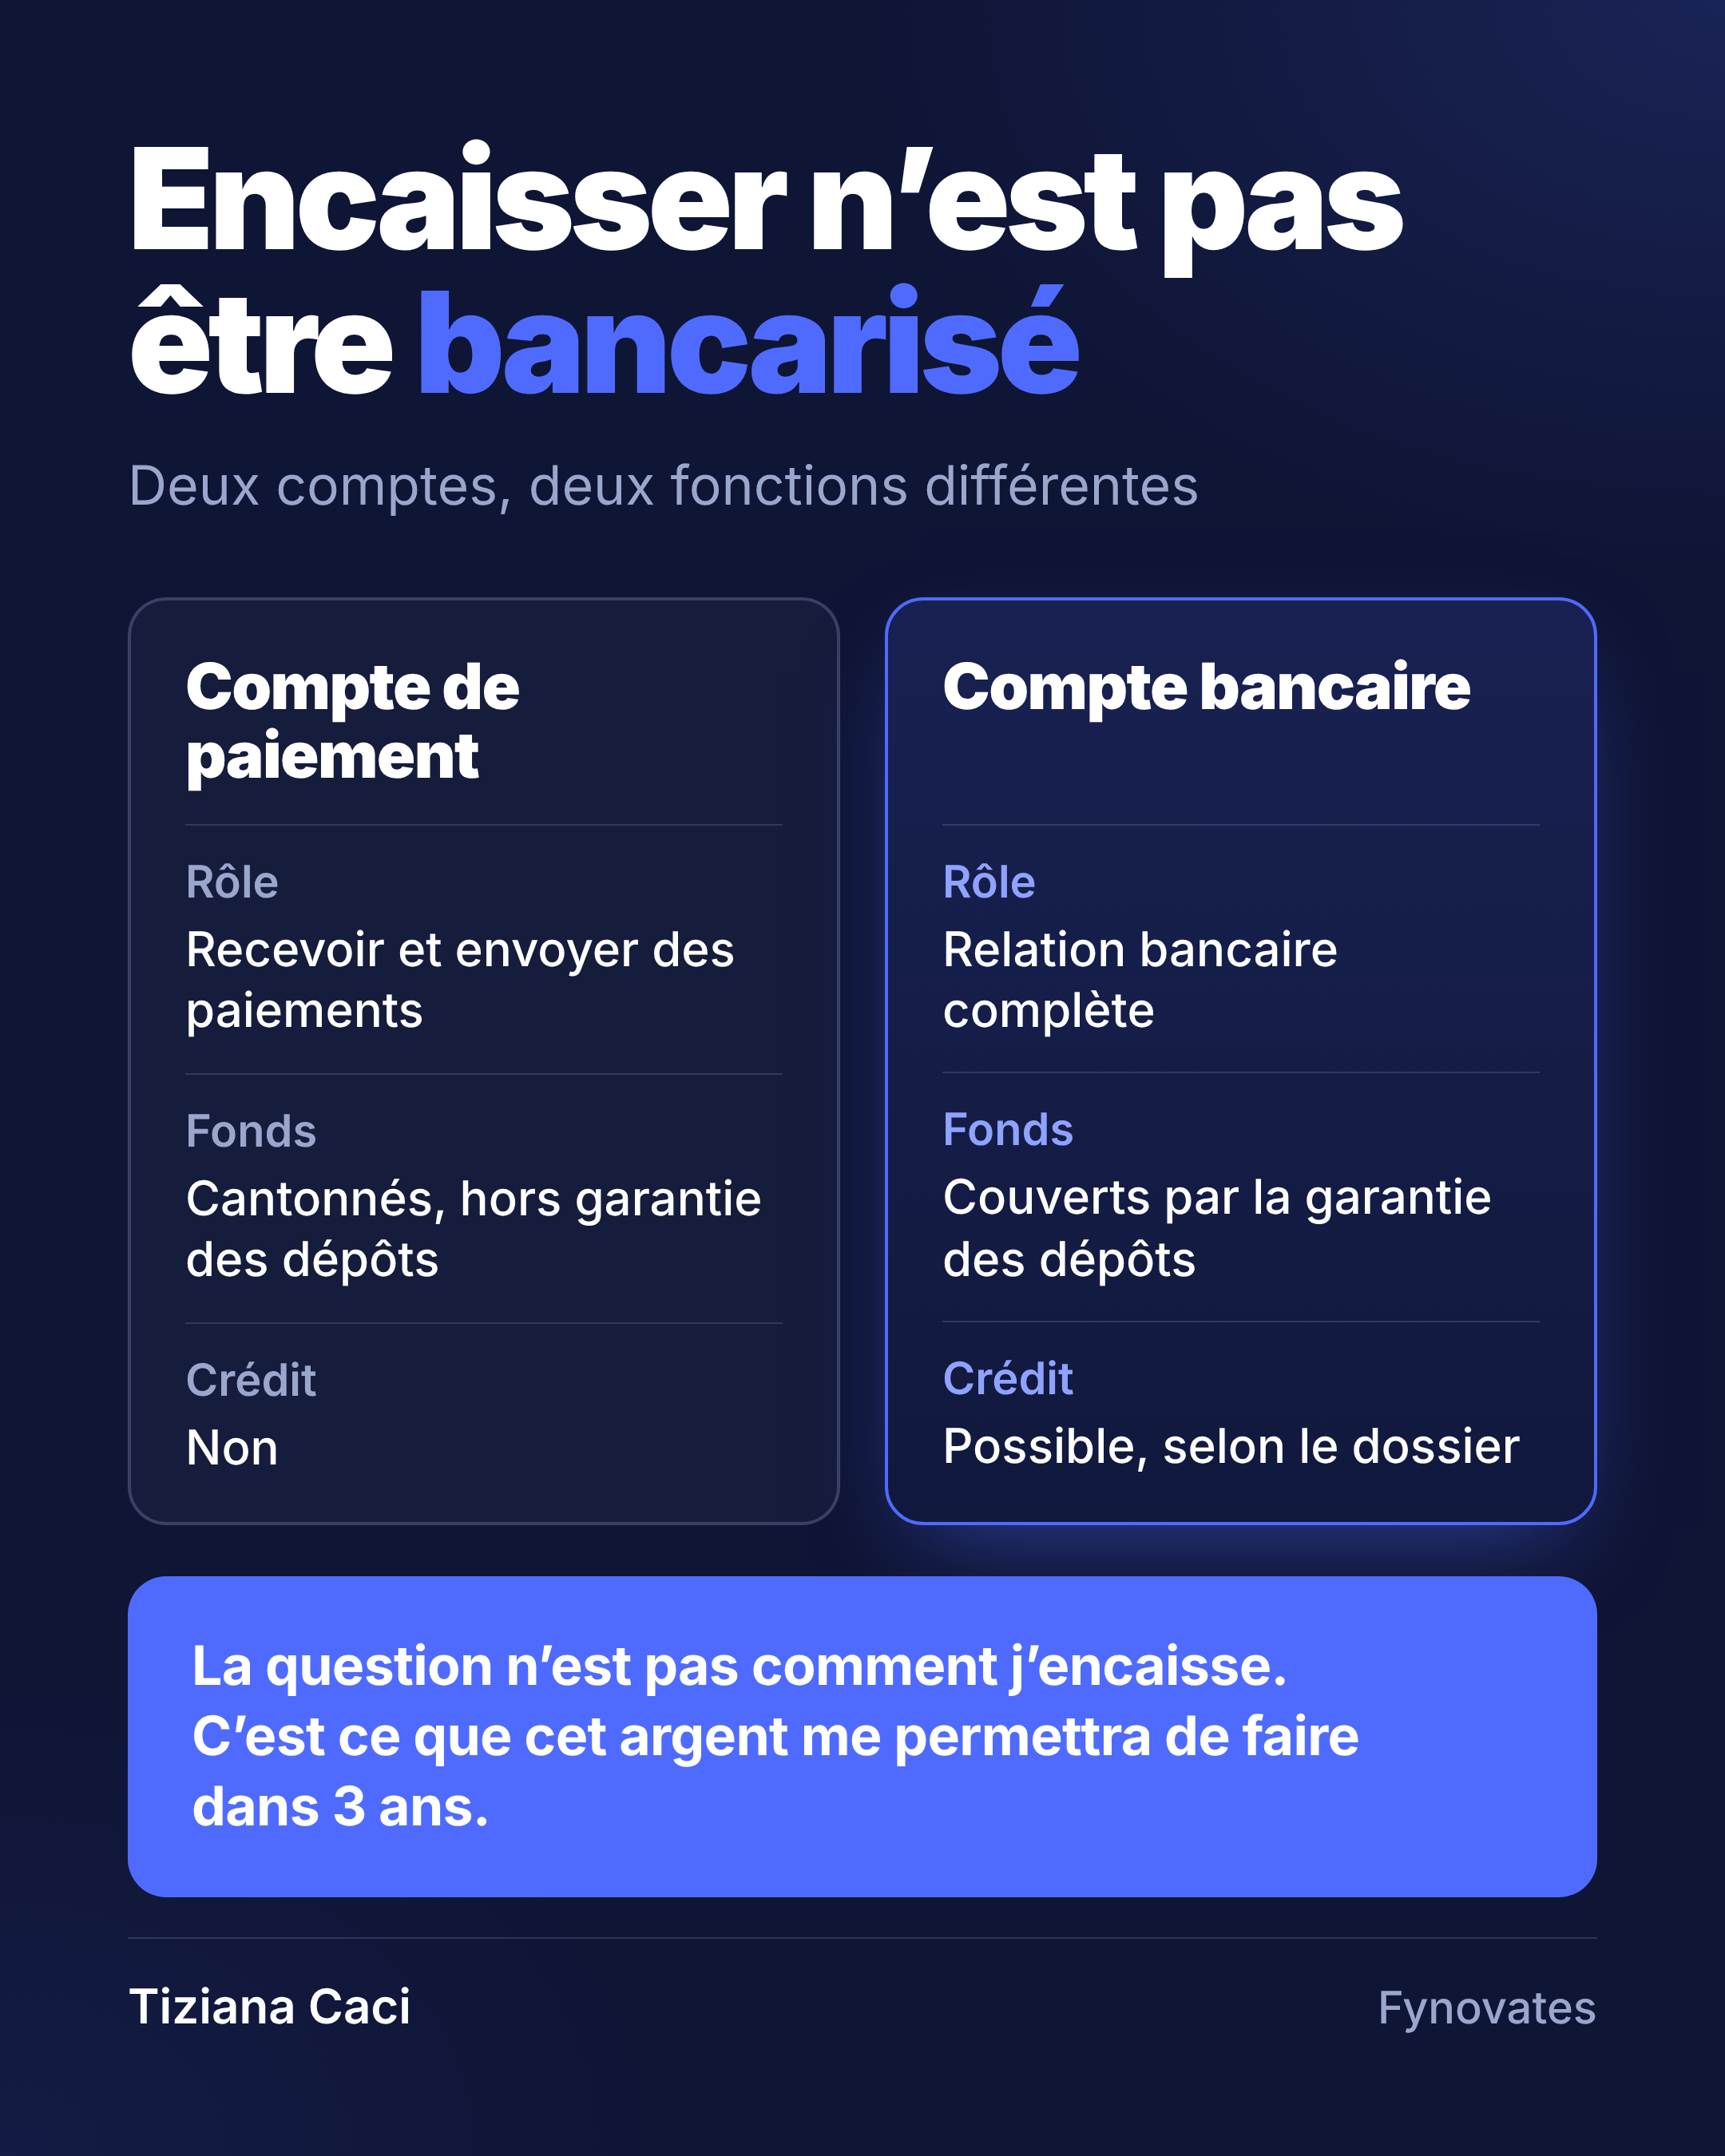 Encaisser n’est pas
être bancarisé
Deux comptes, deux fonctions différentes
Compte de
paiement
Rôle
Recevoir et envoyer des
paiements
Fonds
Cantonnés, hors garantie
des dépôts
Crédit
Non
Compte bancaire
Rôle
Relation bancaire
complète
Fonds
Couverts par la garantie
des dépôts
Crédit
Possible, selon le dossier
La question n’est pas comment j’encaisse.
C’est ce que cet argent me permettra de faire
dans 3 ans.
Tiziana Caci
Fynovates